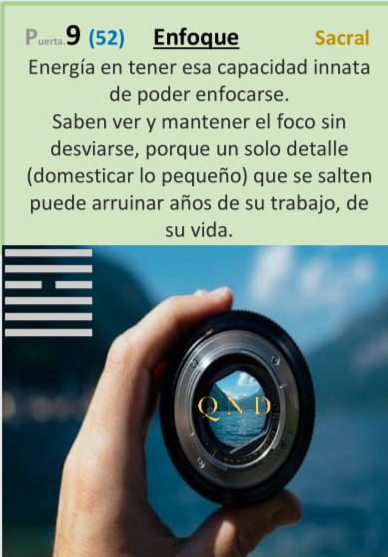 Puerta.9 (52) Enfoque Sacral
Energía en tener esa capacidad innata
de poder enfocarse.
Saben ver y mantener el foco sin
desviarse, porque un solo detalle
(domesticar lo pequeño) que se salten
puede arruinar años de su trabajo, de
su vida.
QND